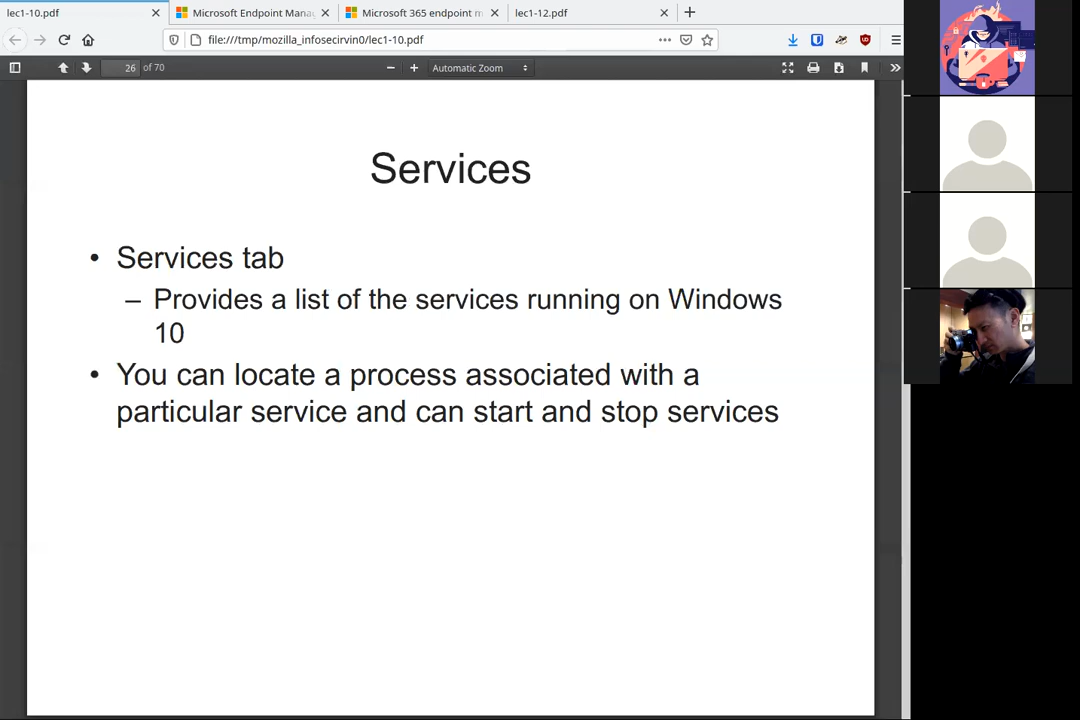 lec1-10.pdf
Microsoft Endpoint Mana
Microsoft 365 endpoint m
lec1-12.pdf
file:///tmp/mozilla_infosecirvin0/lec1-10.pdf
26 of 70
Automatic Zoom
Services
• Services tab
– Provides a list of the services running on Windows
10
• You can locate a process associated with a
particular service and can start and stop services